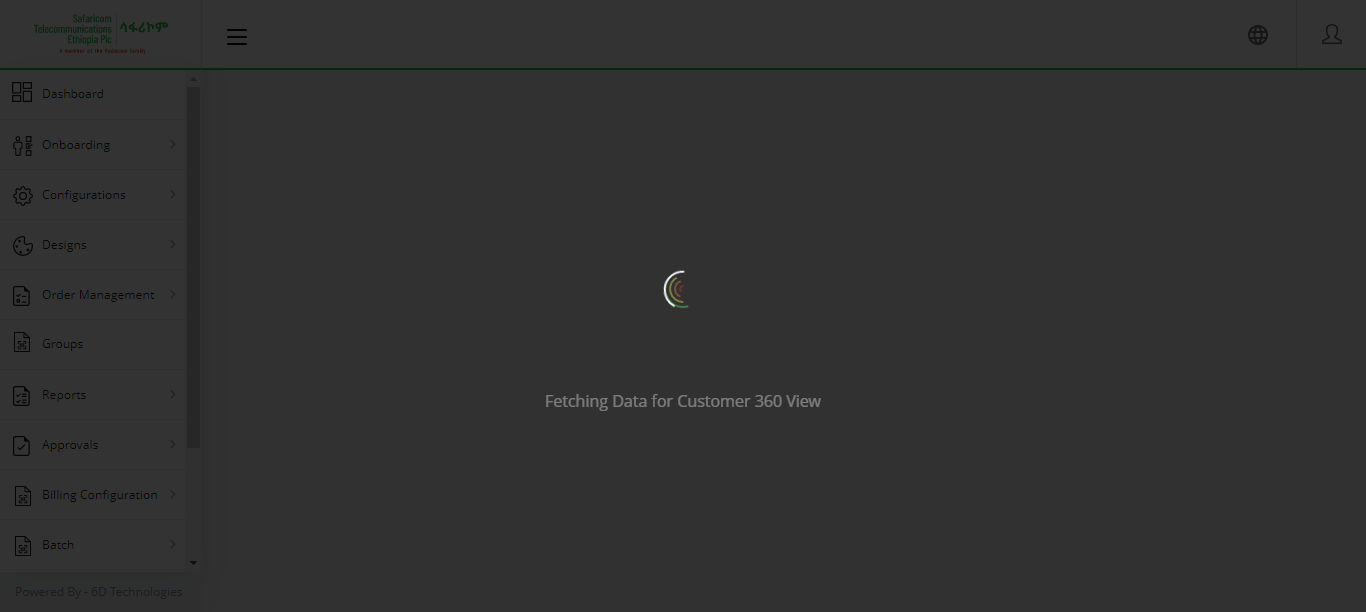 Safaricom
Telecommunications
Ethiopia Plc
ሳፋሪኮም
A member of the Vodacom family
Dashboard
Onboarding
Configurations
Designs
Order Management
Groups
Reports
Approvals
Billing Configuration
Batch
Fetching Data for Customer 360 View
Powered By - 6D Technologies